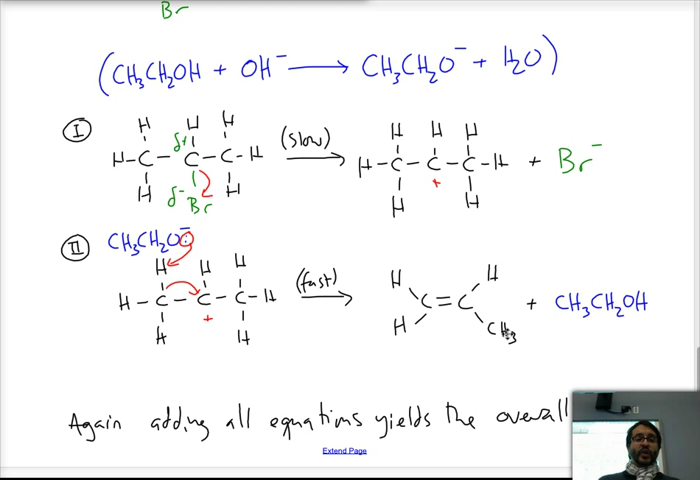 Br
(CH₃CH₂OH + OH⁻ ⟶ CH₃CH₂O⁻ + H₂O)
I
H H H H H H
δ+ (slow)
H-C-C-C-H ⟶ H-C-C-C-H + Br⁻
+
H δ- Br H H H
II CH₃CH₂O⁻
H H H H H
(fast)
H-C-C-C-H ⟶ C=C + CH₃CH₂OH
+ H CH₃
H H
Again adding all equations yields the overall
Extend Page